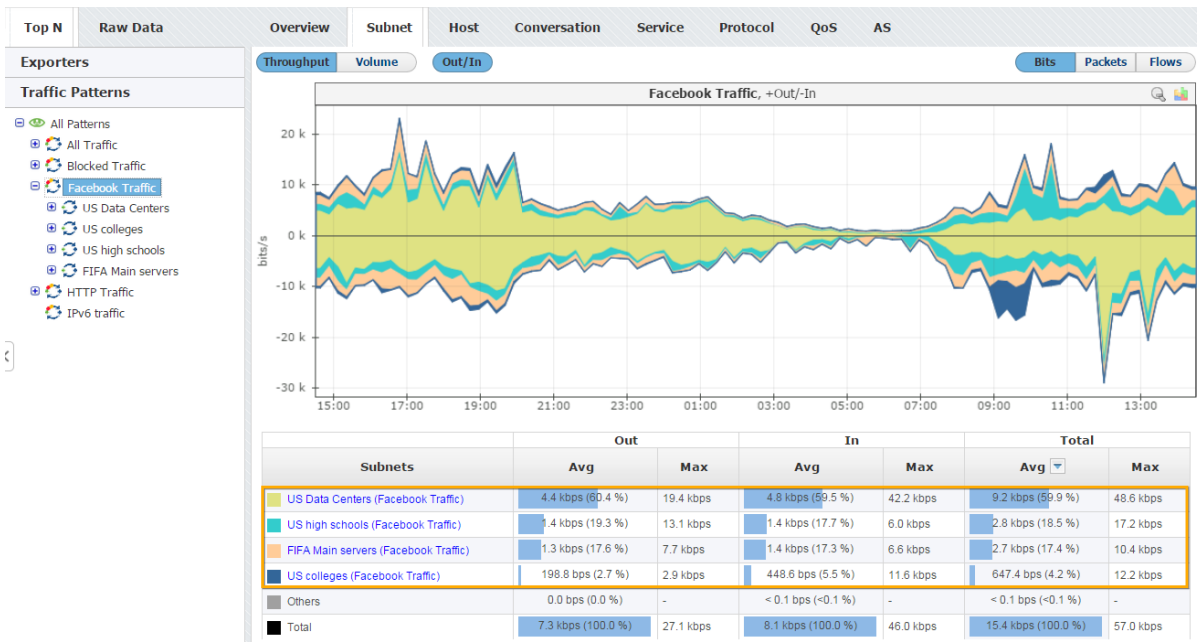 Top N Raw Data Overview Subnet Host Conversation Service Protocol QoS AS
Exporters
Traffic Patterns
All Patterns
All Traffic
Blocked Traffic
Facebook Traffic
US Data Centers
US colleges
US high schools
FIFA Main servers
HTTP Traffic
IPv6 traffic
Throughput Volume Out/In Bits Packets Flows
Facebook Traffic, +Out/-In
bits/s
20 k
10 k
0 k
-10 k
-20 k
-30 k
15:00 17:00 19:00 21:00 23:00 01:00 03:00 05:00 07:00 09:00 11:00 13:00
Out In Total
Subnets Avg Max Avg Max Avg Max
US Data Centers (Facebook Traffic) 4.4 kbps (60.4 %) 19.4 kbps 4.8 kbps (59.5 %) 42.2 kbps 9.2 kbps (59.9 %) 48.6 kbps
US high schools (Facebook Traffic) 1.4 kbps (19.3 %) 13.1 kbps 1.4 kbps (17.7 %) 6.0 kbps 2.8 kbps (18.5 %) 17.2 kbps
FIFA Main servers (Facebook Traffic) 1.3 kbps (17.6 %) 7.7 kbps 1.4 kbps (17.3 %) 6.6 kbps 2.7 kbps (17.4 %) 10.4 kbps
US colleges (Facebook Traffic) 198.8 bps (2.7 %) 2.9 kbps 448.6 bps (5.5 %) 11.6 kbps 647.4 bps (4.2 %) 12.2 kbps
Others 0.0 bps (0.0 %) - < 0.1 bps (<0.1 %) - < 0.1 bps (<0.1 %) -
Total 7.3 kbps (100.0 %) 27.1 kbps 8.1 kbps (100.0 %) 46.0 kbps 15.4 kbps (100.0 %) 57.0 kbps